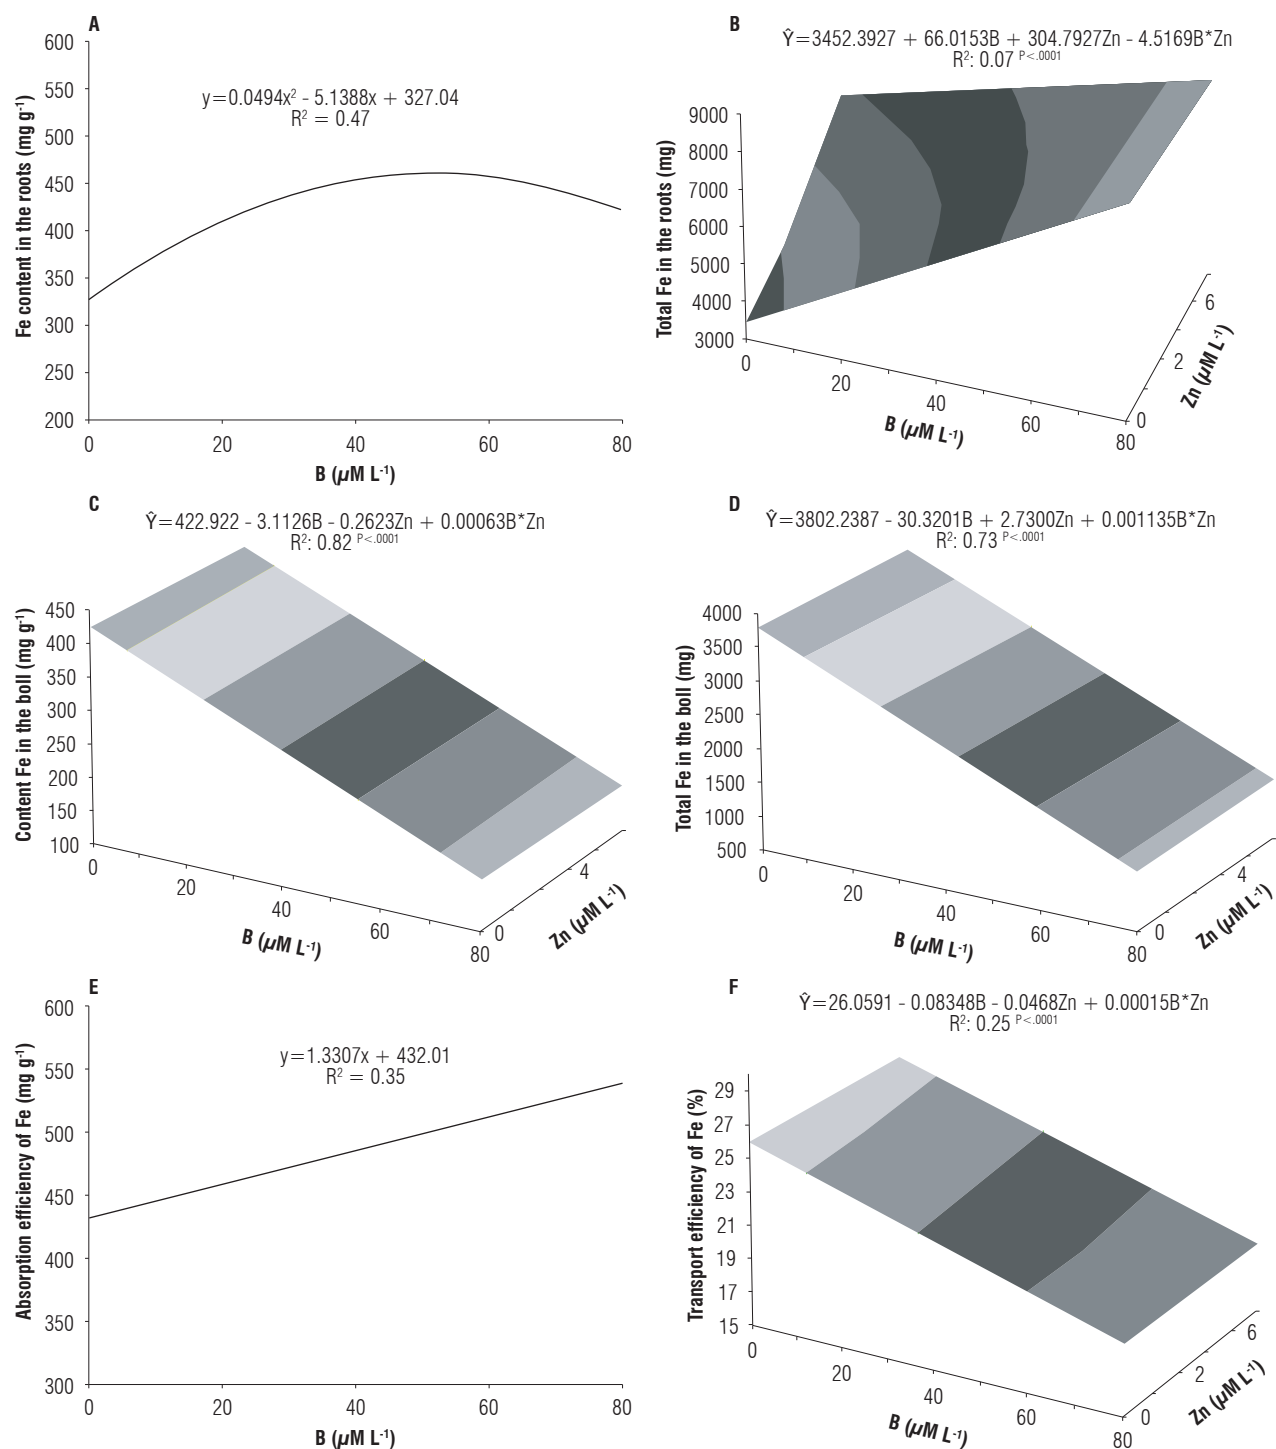 A
y=0.0494x² - 5.1388x + 327.04
R² = 0.47
Fe content in the roots (mg g⁻¹)
600
550
500
450
400
350
300
250
200
0 20 40 60 80
B (µM L⁻¹)
B
Ŷ=3452.3927 + 66.0153B + 304.7927Zn - 4.5169B*Zn
R²: 0.07 P<.0001
Total Fe in the roots (mg)
9000
8000
7000
6000
5000
4000
3000
0 20 40 60 80
B (µM L⁻¹)
0 2 6
Zn (µM L⁻¹)
C
Ŷ=422.922 - 3.1126B - 0.2623Zn + 0.00063B*Zn
R²: 0.82 P<.0001
Content Fe in the boll (mg g⁻¹)
450
400
350
300
250
200
150
100
0 20 40 60 80
B (µM L⁻¹)
0 4
Zn (µM L⁻¹)
D
Ŷ=3802.2387 - 30.3201B + 2.7300Zn + 0.001135B*Zn
R²: 0.73 P<.0001
Total Fe in the boll (mg)
4000
3500
3000
2500
2000
1500
1000
500
0 20 40 60 80
B (µM L⁻¹)
0 4
Zn (µM L⁻¹)
E
y=1.3307x + 432.01
R² = 0.35
Absorption efficiency of Fe (mg g⁻¹)
600
550
500
450
400
350
300
0 20 40 60 80
B (µM L⁻¹)
F
Ŷ=26.0591 - 0.08348B - 0.0468Zn + 0.00015B*Zn
R²: 0.25 P<.0001
Transport efficiency of Fe (%)
29
27
25
23
21
19
17
15
0 20 40 60 80
B (µM L⁻¹)
0 2 6
Zn (µM L⁻¹)